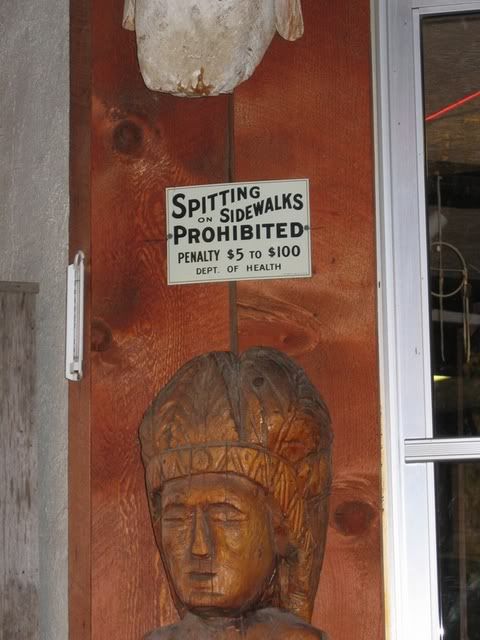 SPITTING
ON SIDEWALKS
PROHIBITED
PENALTY $5 TO $100
DEPT. OF HEALTH